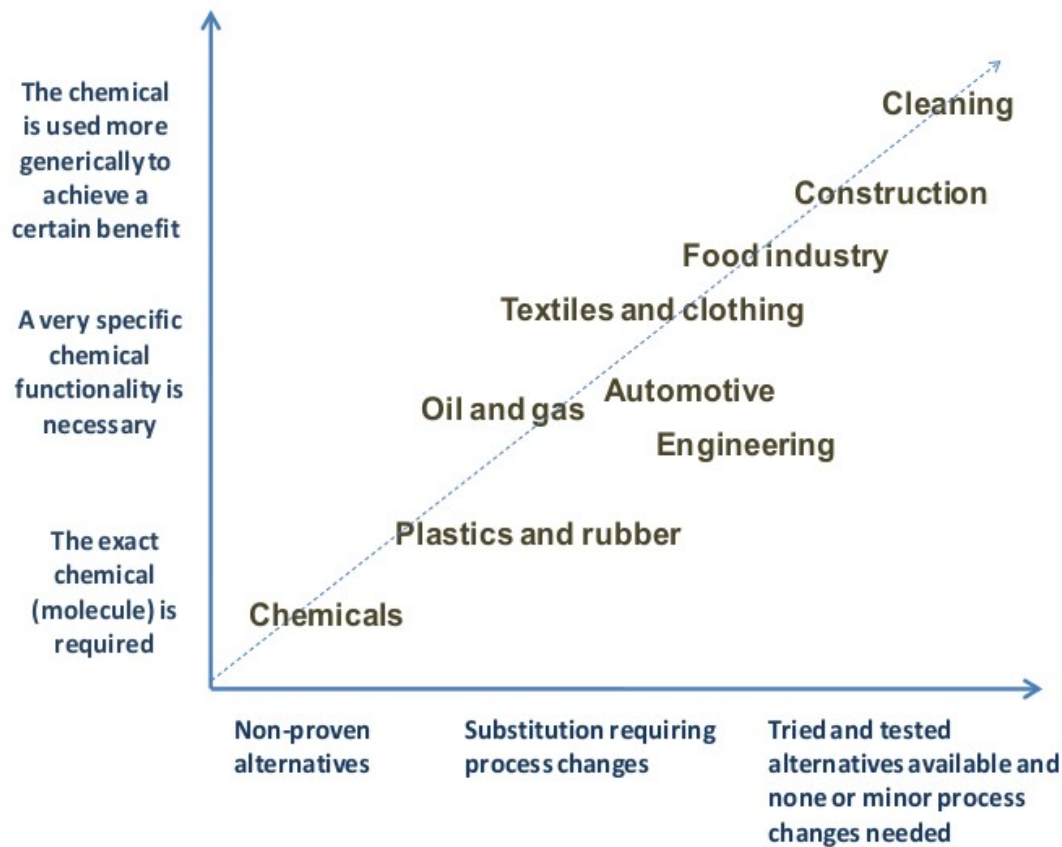 The chemical
is used more
generically to
achieve a
certain benefit
A very specific
chemical
functionality is
necessary
The exact
chemical
(molecule) is
required
Cleaning
Construction
Food industry
Textiles and clothing
Automotive
Oil and gas
Engineering
Plastics and rubber
Chemicals
Non-proven
alternatives
Substitution requiring
process changes
Tried and tested
alternatives available and
none or minor process
changes needed